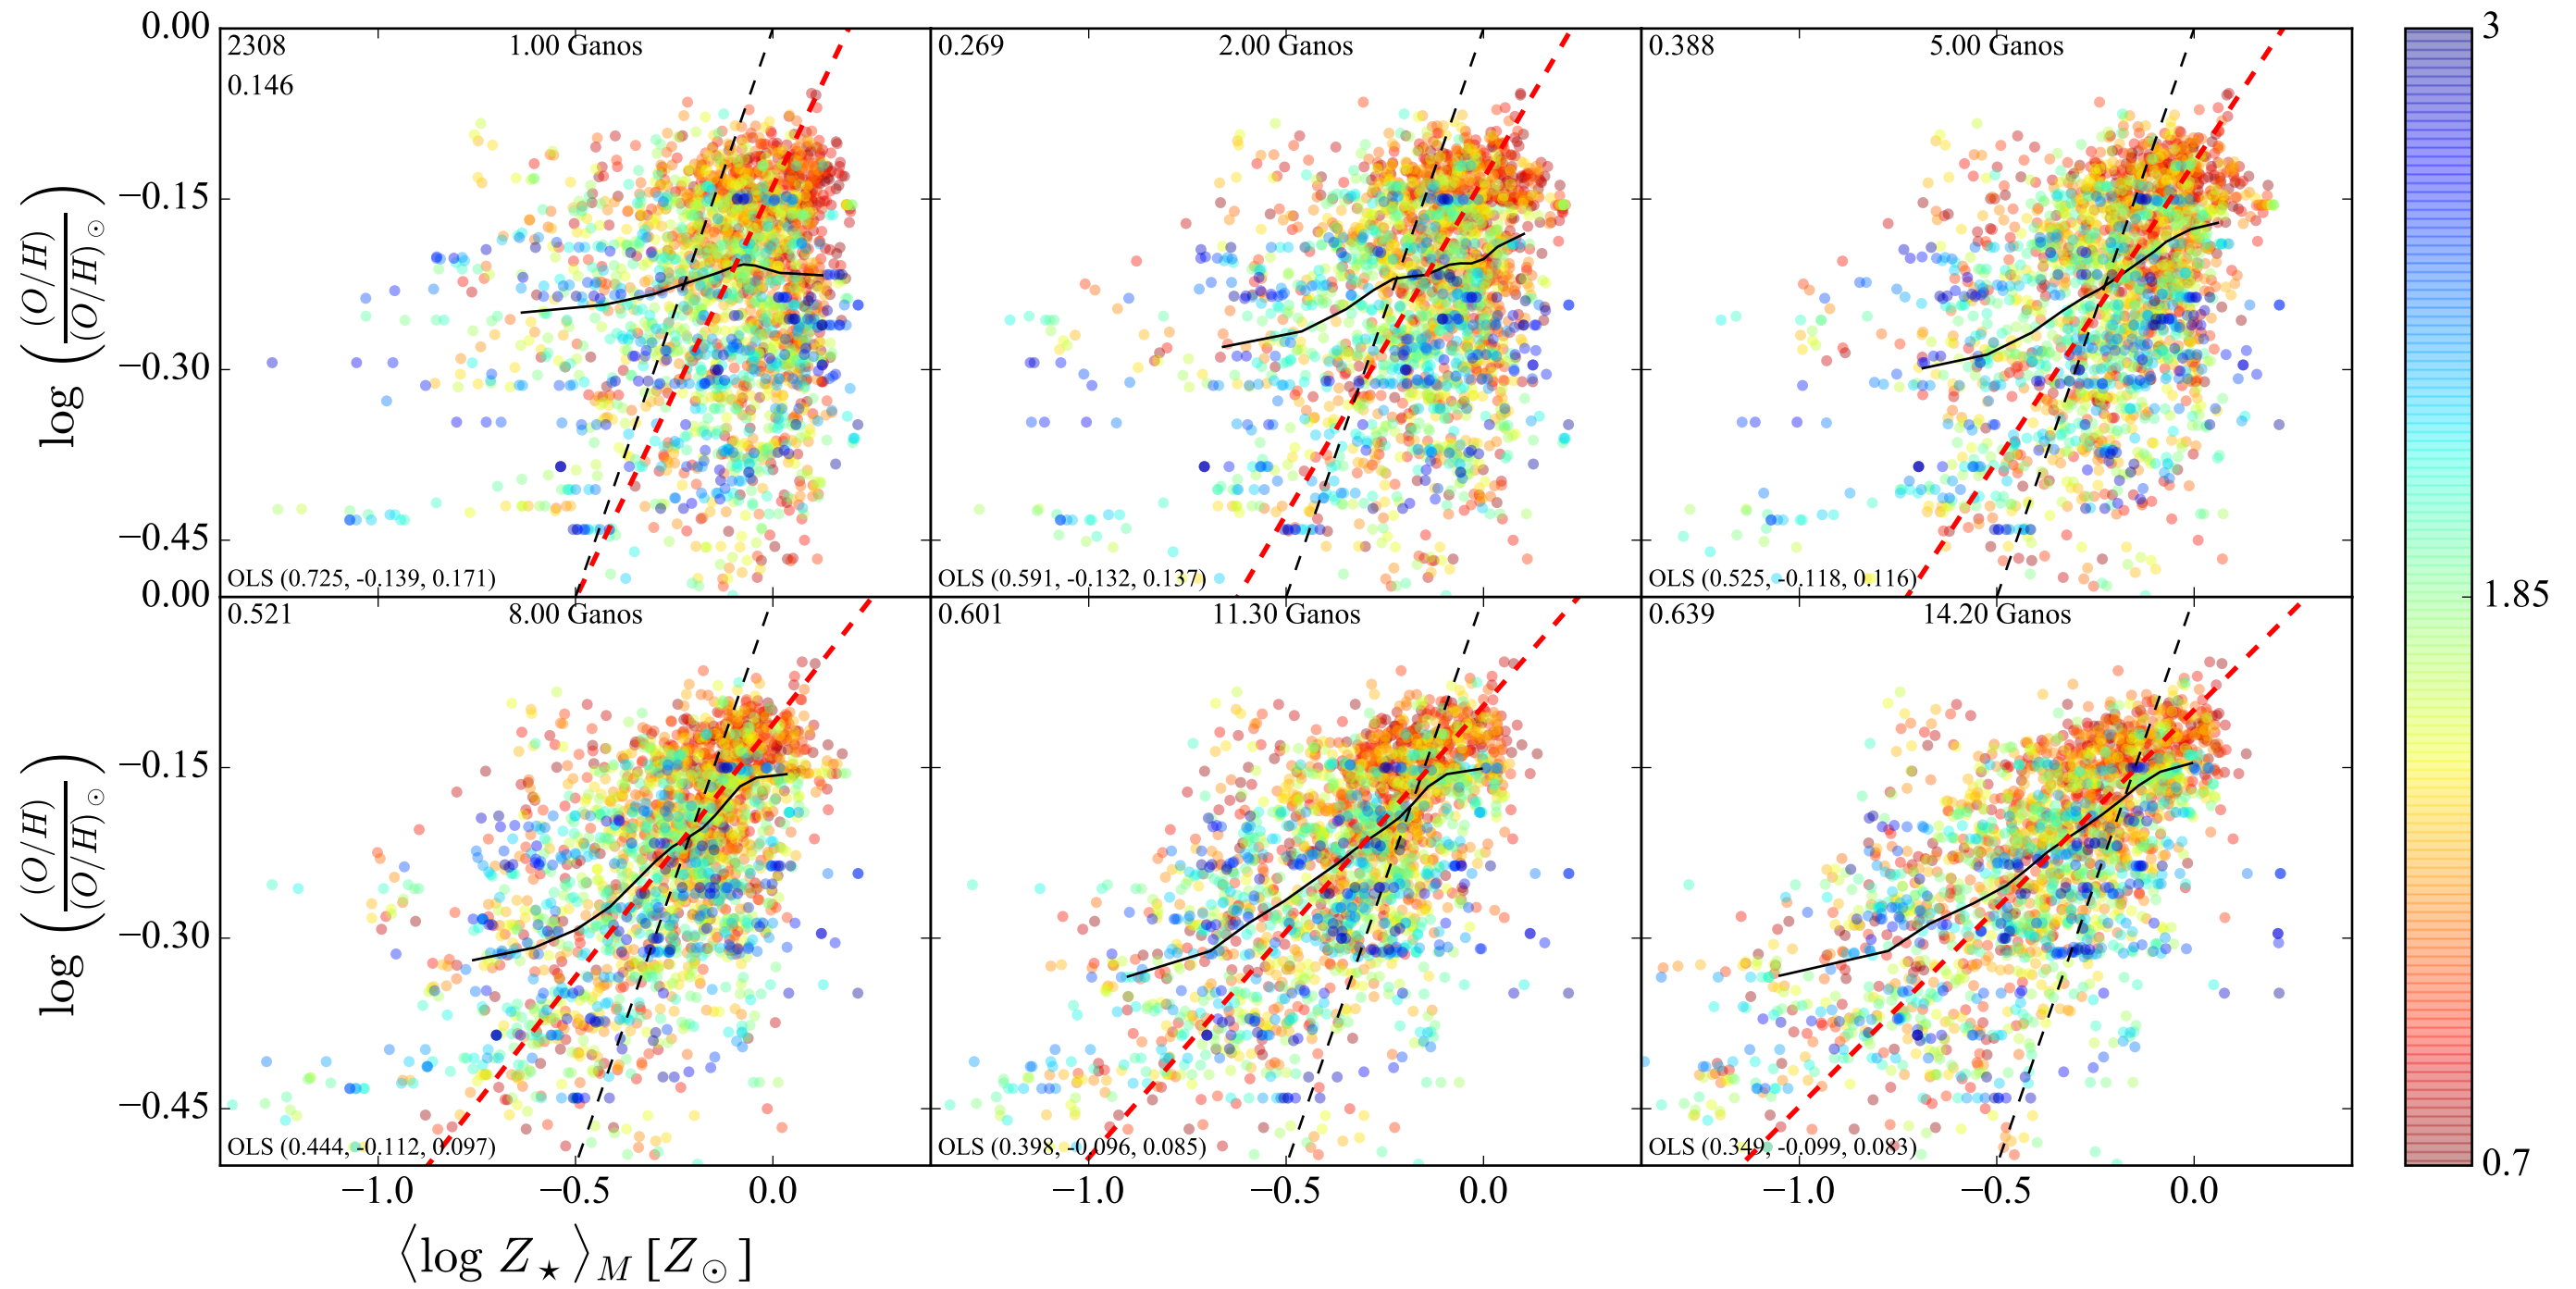 0.00
2308
1.00 Ganos
0.269
2.00 Ganos
0.388
5.00 Ganos
3
0.146
−0.15
−0.30
−0.45
log ( (O/H) / (O/H)⊙ )
OLS (0.725, -0.139, 0.171)
OLS (0.591, -0.132, 0.137)
OLS (0.525, -0.118, 0.116)
0.00
0.521
8.00 Ganos
0.601
11.30 Ganos
0.639
14.20 Ganos
1.85
−0.15
−0.30
−0.45
log ( (O/H) / (O/H)⊙ )
OLS (0.444, -0.112, 0.097)
OLS (0.398, -0.096, 0.085)
OLS (0.349, -0.099, 0.083)
0.7
−1.0 −0.5 0.0
−1.0 −0.5 0.0
−1.0 −0.5 0.0
⟨log Z⋆⟩M [Z⊙]